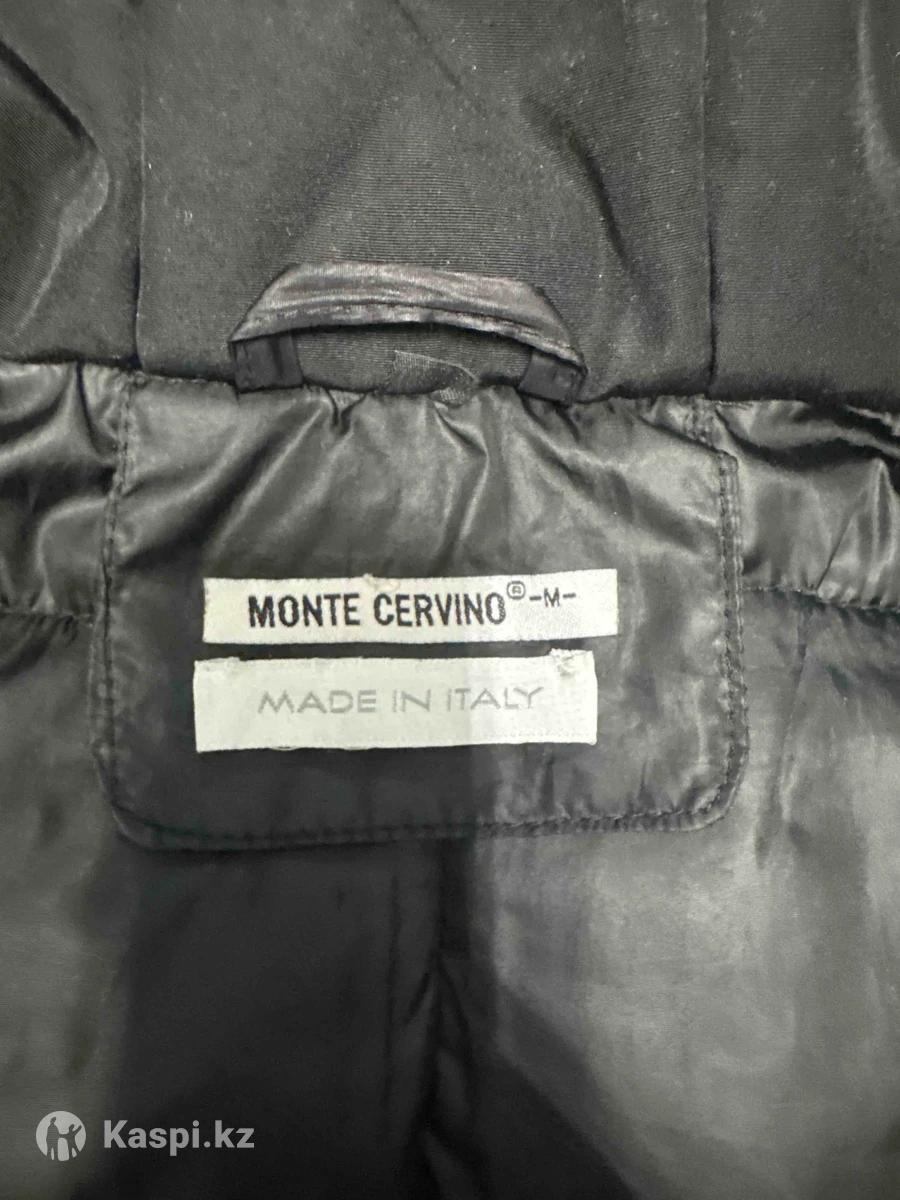 MONTE CERVINO® -M-
MADE IN ITALY
Kaspi.kz